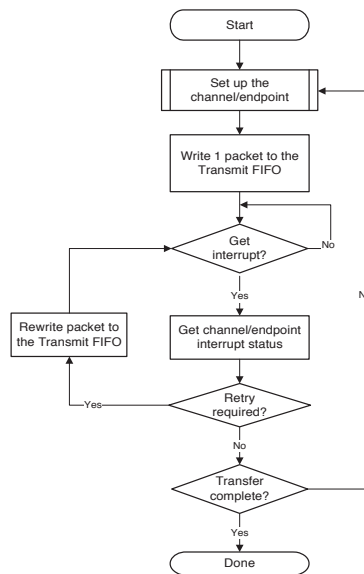 Start
Set up the
channel/endpoint
Write 1 packet to the
Transmit FIFO
Get
interrupt?
No
Yes
Rewrite packet to
the Transmit FIFO
Get channel/endpoint
interrupt status
Retry
required?
Yes
No
Transfer
complete?
Yes
Done